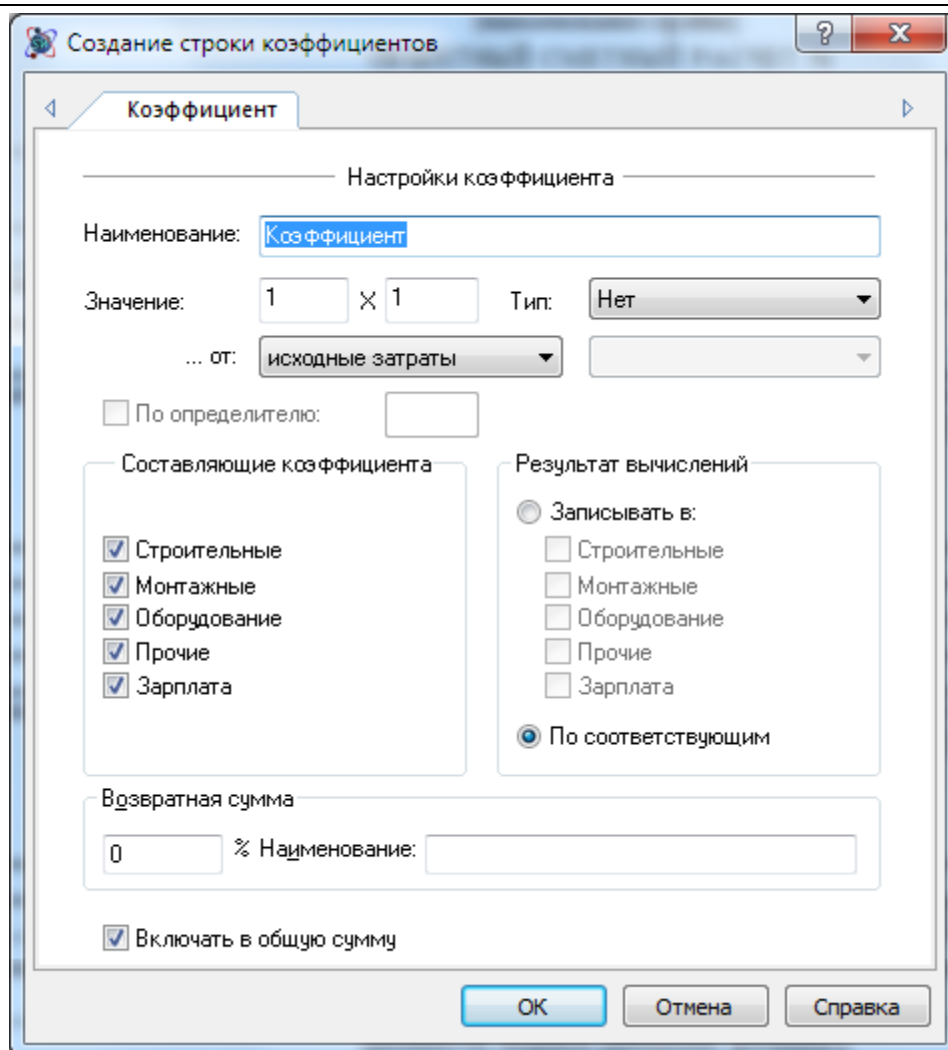 Создание строки коэффициентов
Коэффициент
Настройки коэффициента
Наименование: Коэффициент
Значение: 1 X 1 Тип: Нет
... от: исходные затраты
По определителю:
Составляющие коэффициента
Строительные
Монтажные
Оборудование
Прочие
Зарплата
Результат вычислений
Записывать в:
Строительные
Монтажные
Оборудование
Прочие
Зарплата
По соответствующим
Возвратная сумма
0 % Наименование:
Включать в общую сумму
OK Отмена Справка